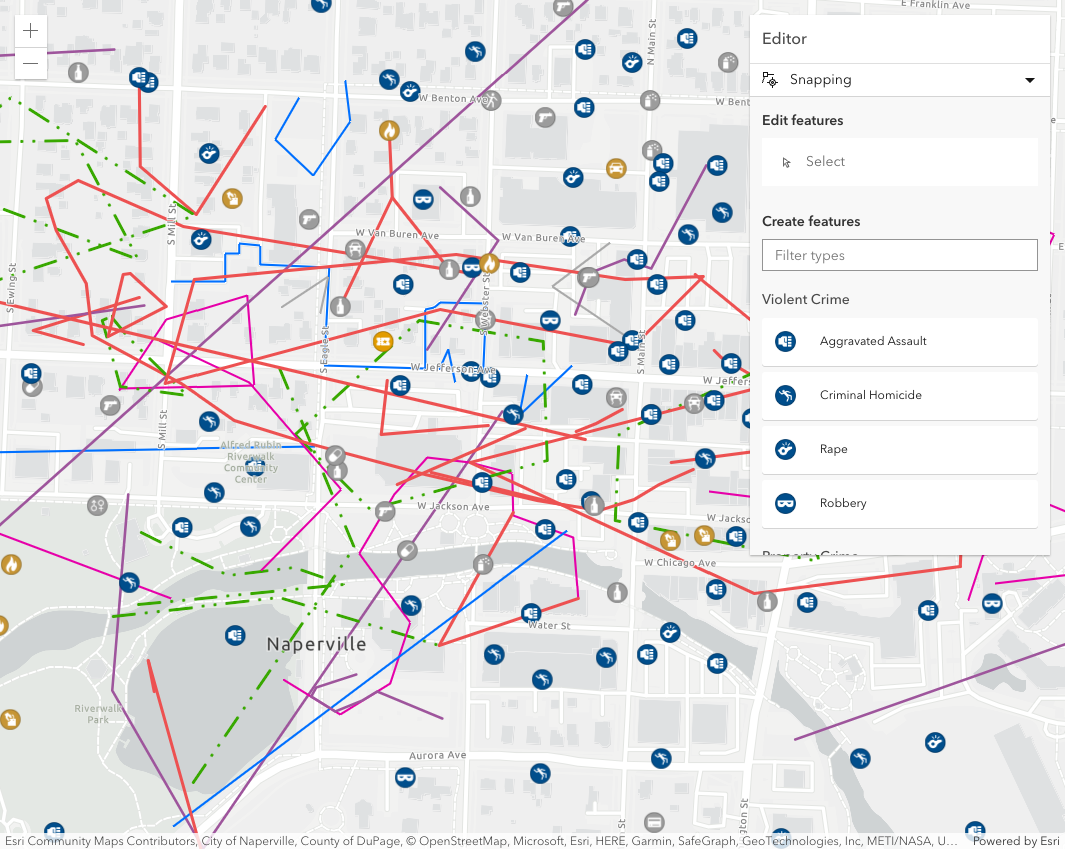 E Franklin Ave
N Main St
W Benton Ave
W Bent
S Mill St
W Van Buren Ave
W Van Buren Ave
S Ewing St
S Webster St
S Eagle St
S Main St
W Jefferson Ave
W Jeffers
S Mill St
Alfred Rubin
Riverwalk
Community
Center
W Jackson Ave
W Jackso
W Chicago Ave
Water St
Naperville
Riverwalk
Park
Aurora Ave
ngton St
Editor
Snapping
Edit features
Select
Create features
Filter types
Violent Crime
Aggravated Assault
Criminal Homicide
Rape
Robbery
Property Crime
Esri Community Maps Contributors, City of Naperville, County of DuPage, © OpenStreetMap, Microsoft, Esri, HERE, Garmin, SafeGraph, GeoTechnologies, Inc, METI/NASA, U...
Powered by Esri